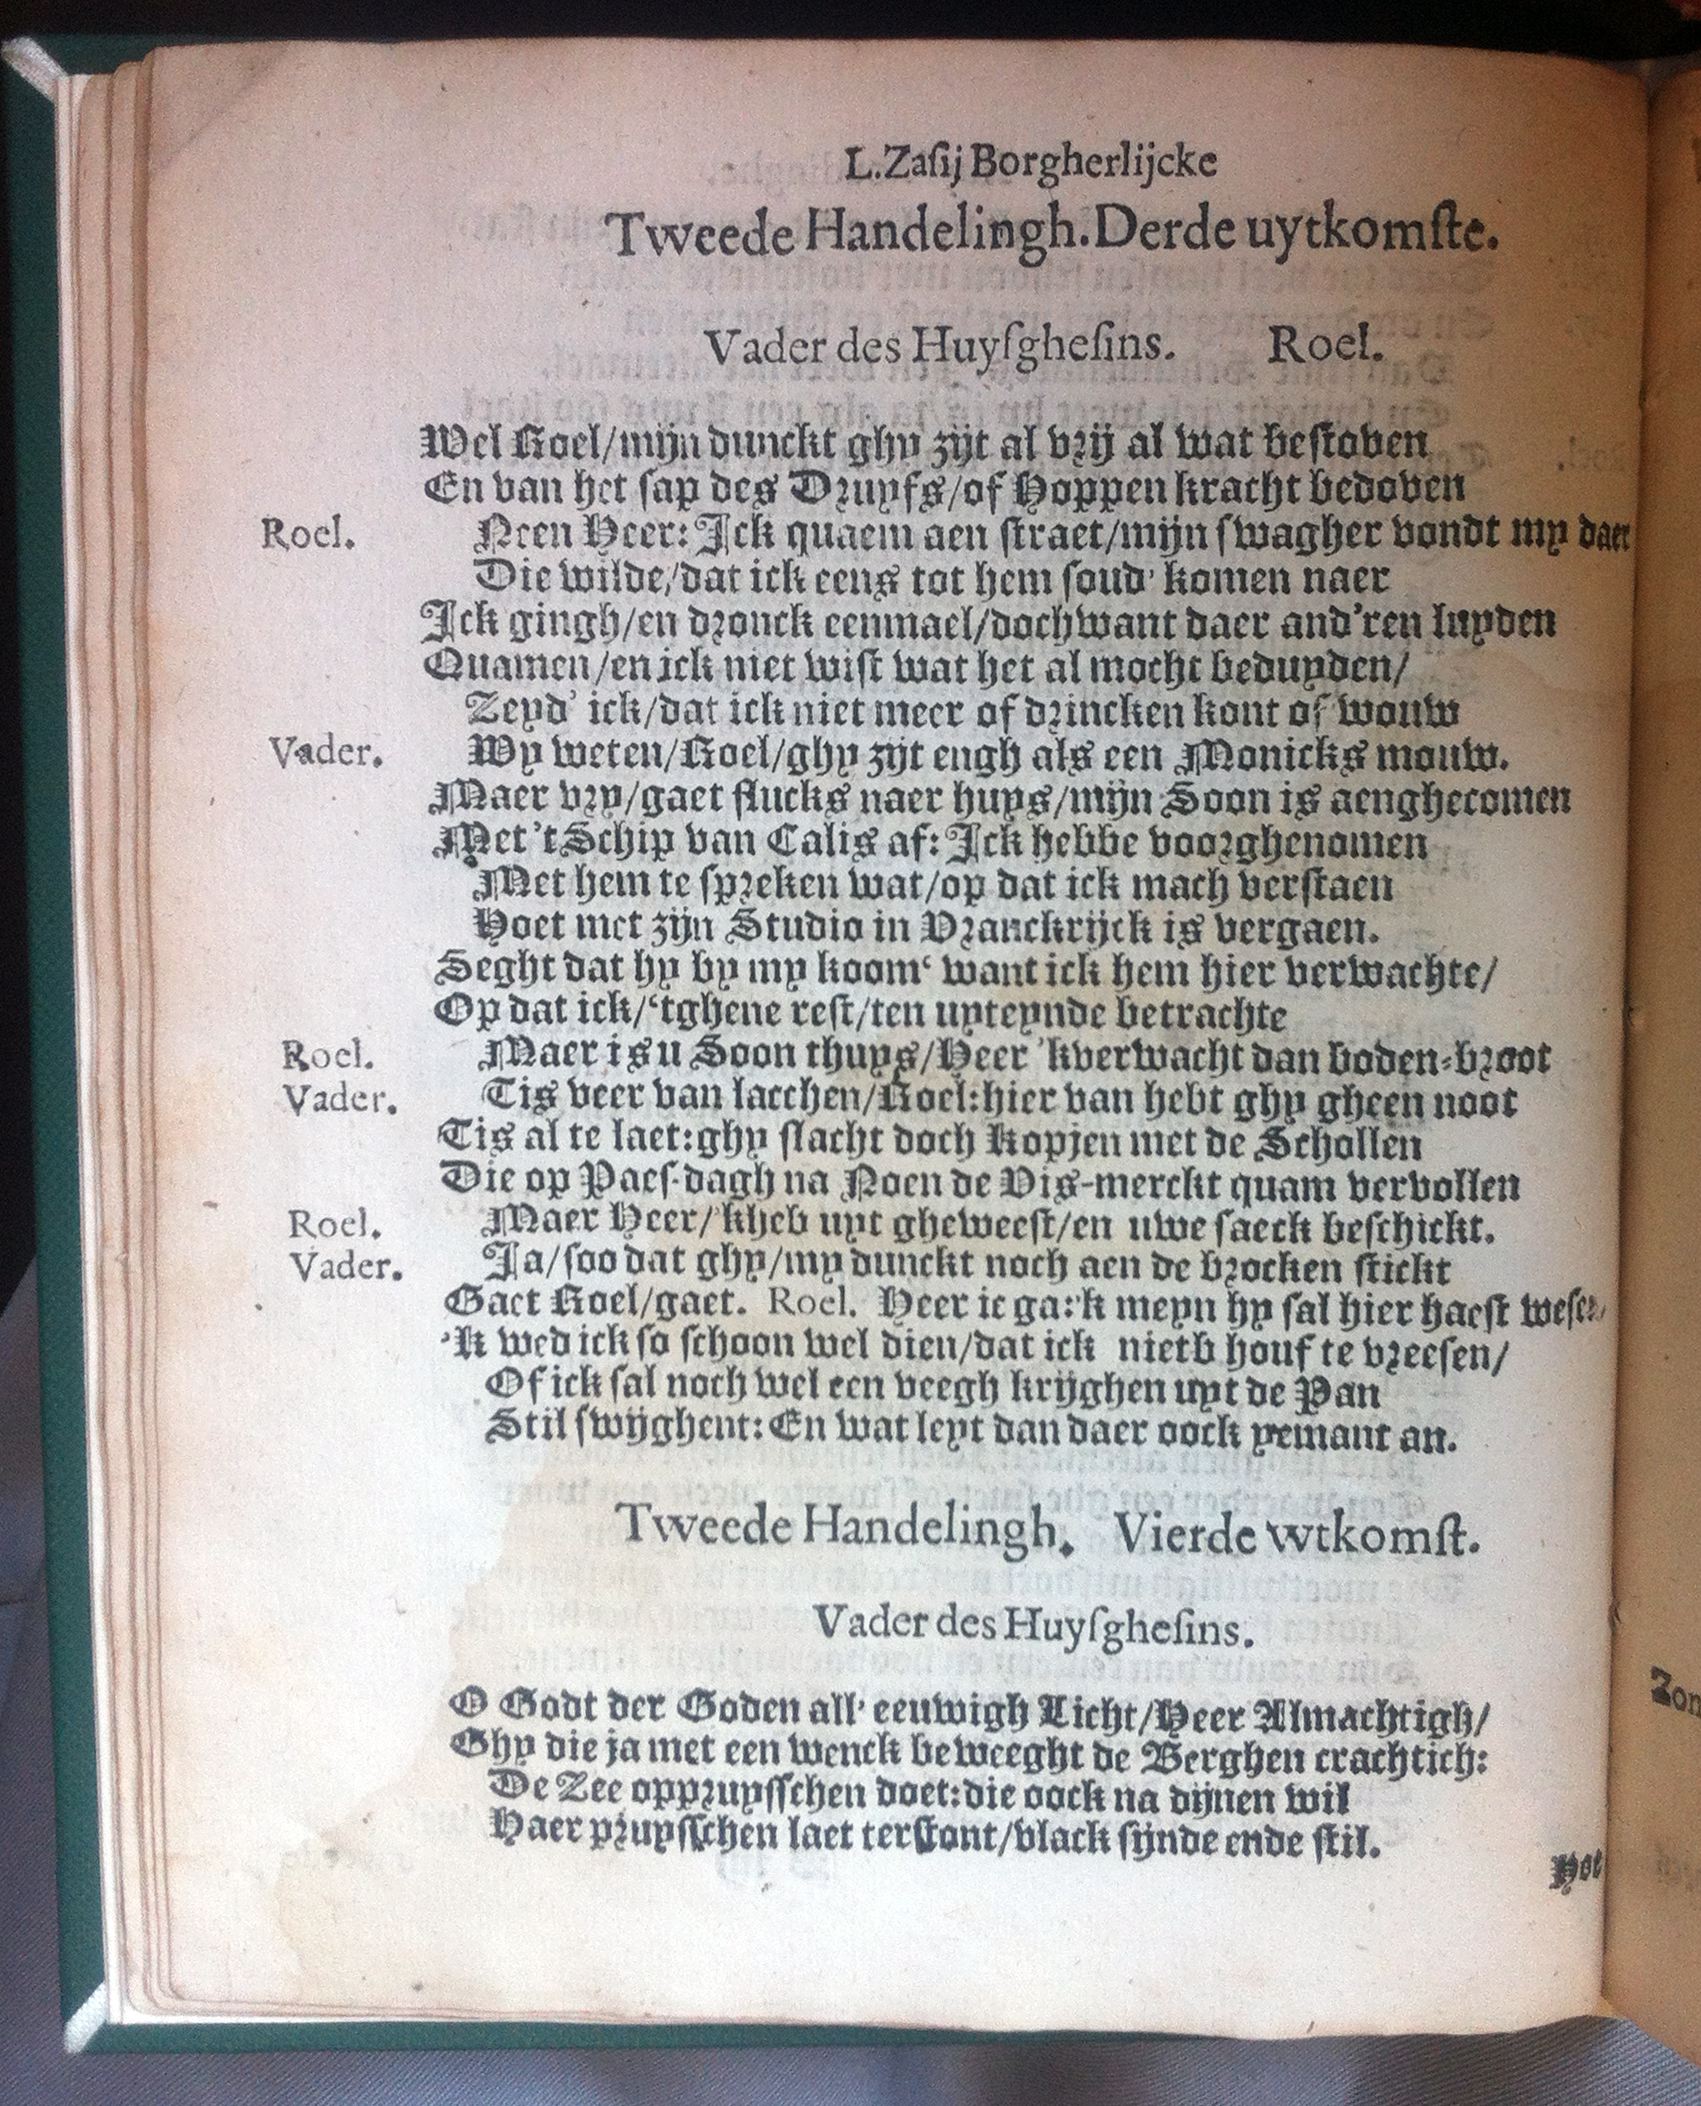 L. Zaſij Borgherlijcke
Tweede Handelingh. Derde uytkomſte.
Vader des Huyſgheſins. Roel.
Wel Roel/mijn dunckt ghy zijt al vrij al wat beſtoven
En van het ſap des Druyfs/of Hoppen kracht bedoven
Roel. Neen Heer: Ick quaem aen ſtraet/mijn ſwagher vondt my daer
Die wilde/dat ick eens tot hem ſoud' komen naer
Ick gingh/en dronck eenmael/doch want daer and'ren luyden
Quamen/en ick niet wiſt wat het al mocht beduyden/
Zeyd' ick/dat ick niet meer of drincken kont of wouw
Vader. Wy weten/Roel/ghy zijt engh als een Monicks mouw.
Maer vry/gaet flucks naer huys/mijn Soon is aenghecomen
Met 't Schip van Calis af: Ick hebbe voorghenomen
Met hem te ſpreken wat/op dat ick mach verſtaen
Hoet met zijn Studio in Vranckrijck is vergaen.
Seght dat hy by my koom‘ want ick hem hier verwachte/
Op dat ick/‘tghene reſt/ten uyteynde betrachte
Roel. Maer is u Soon thuys/Heer 'kverwacht dan boden-broot
Vader. Tis veer van lacchen/Roel: hier van hebt ghy gheen noot
Tis al te laet: ghy ſlacht doch Kopjen met de Schollen
Die op Paeſ-dagh na Noen de Vis-merckt quam vervollen
Roel. Maer Heer/'kheb uyt gheweeſt/en uwe ſaeck beſchickt.
Vader. Ja/ſoo dat ghy/my dunckt noch aen de brocken ſtickt
Gaet Roel/gaet. Roel. Heer ic ga: 'k meyn hy ſal hier haeſt weſen/
'K wed ick ſo ſchoon wel dien/dat ick nietb houf te vreeſen/
Of ick ſal noch wel een veegh krijghen uyt de Pan
Stil ſwijghent: En wat leyt dan daer oock yemant an.
Tweede Handelingh. Vierde wtkomſt.
Vader des Huyſgheſins.
O Godt der Goden all' eeuwigh Licht/Heer Almachtigh/
Ghy die ja met een wenck beweeght de Berghen crachtich:
De Zee oppruyſſchen doet: die oock na dijnen wil
Haer pruyſſchen laet terſtont/vlack ſijnde ende ſtil.
Het
Zon